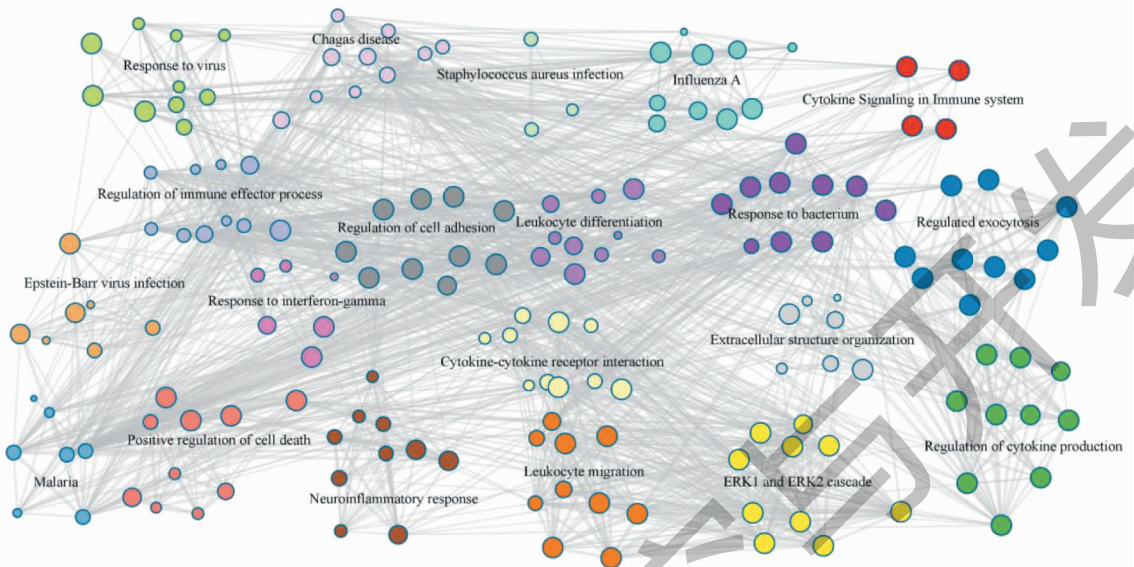 Chagas disease
Response to virus
Staphylococcus aureus infection
Influenza A
Cytokine Signaling in Immune system
Regulation of immune effector process
Regulation of cell adhesion
Leukocyte differentiation
Response to bacterium
Regulated exocytosis
Epstein-Barr virus infection
Response to interferon-gamma
Extracellular structure organization
Cytokine-cytokine receptor interaction
Positive regulation of cell death
Regulation of cytokine production
Malaria
Leukocyte migration
ERK1 and ERK2 cascade
Neuroinflammatory response